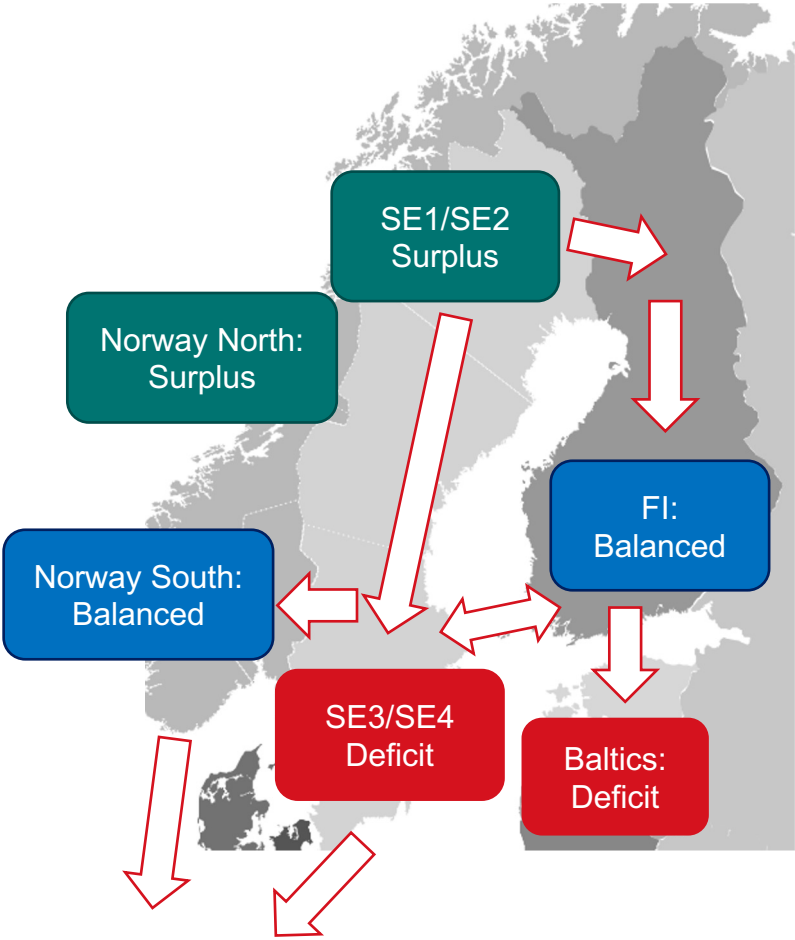 SE1/SE2
Surplus
Norway North:
Surplus
FI:
Balanced
Norway South:
Balanced
SE3/SE4
Deficit
Baltics:
Deficit